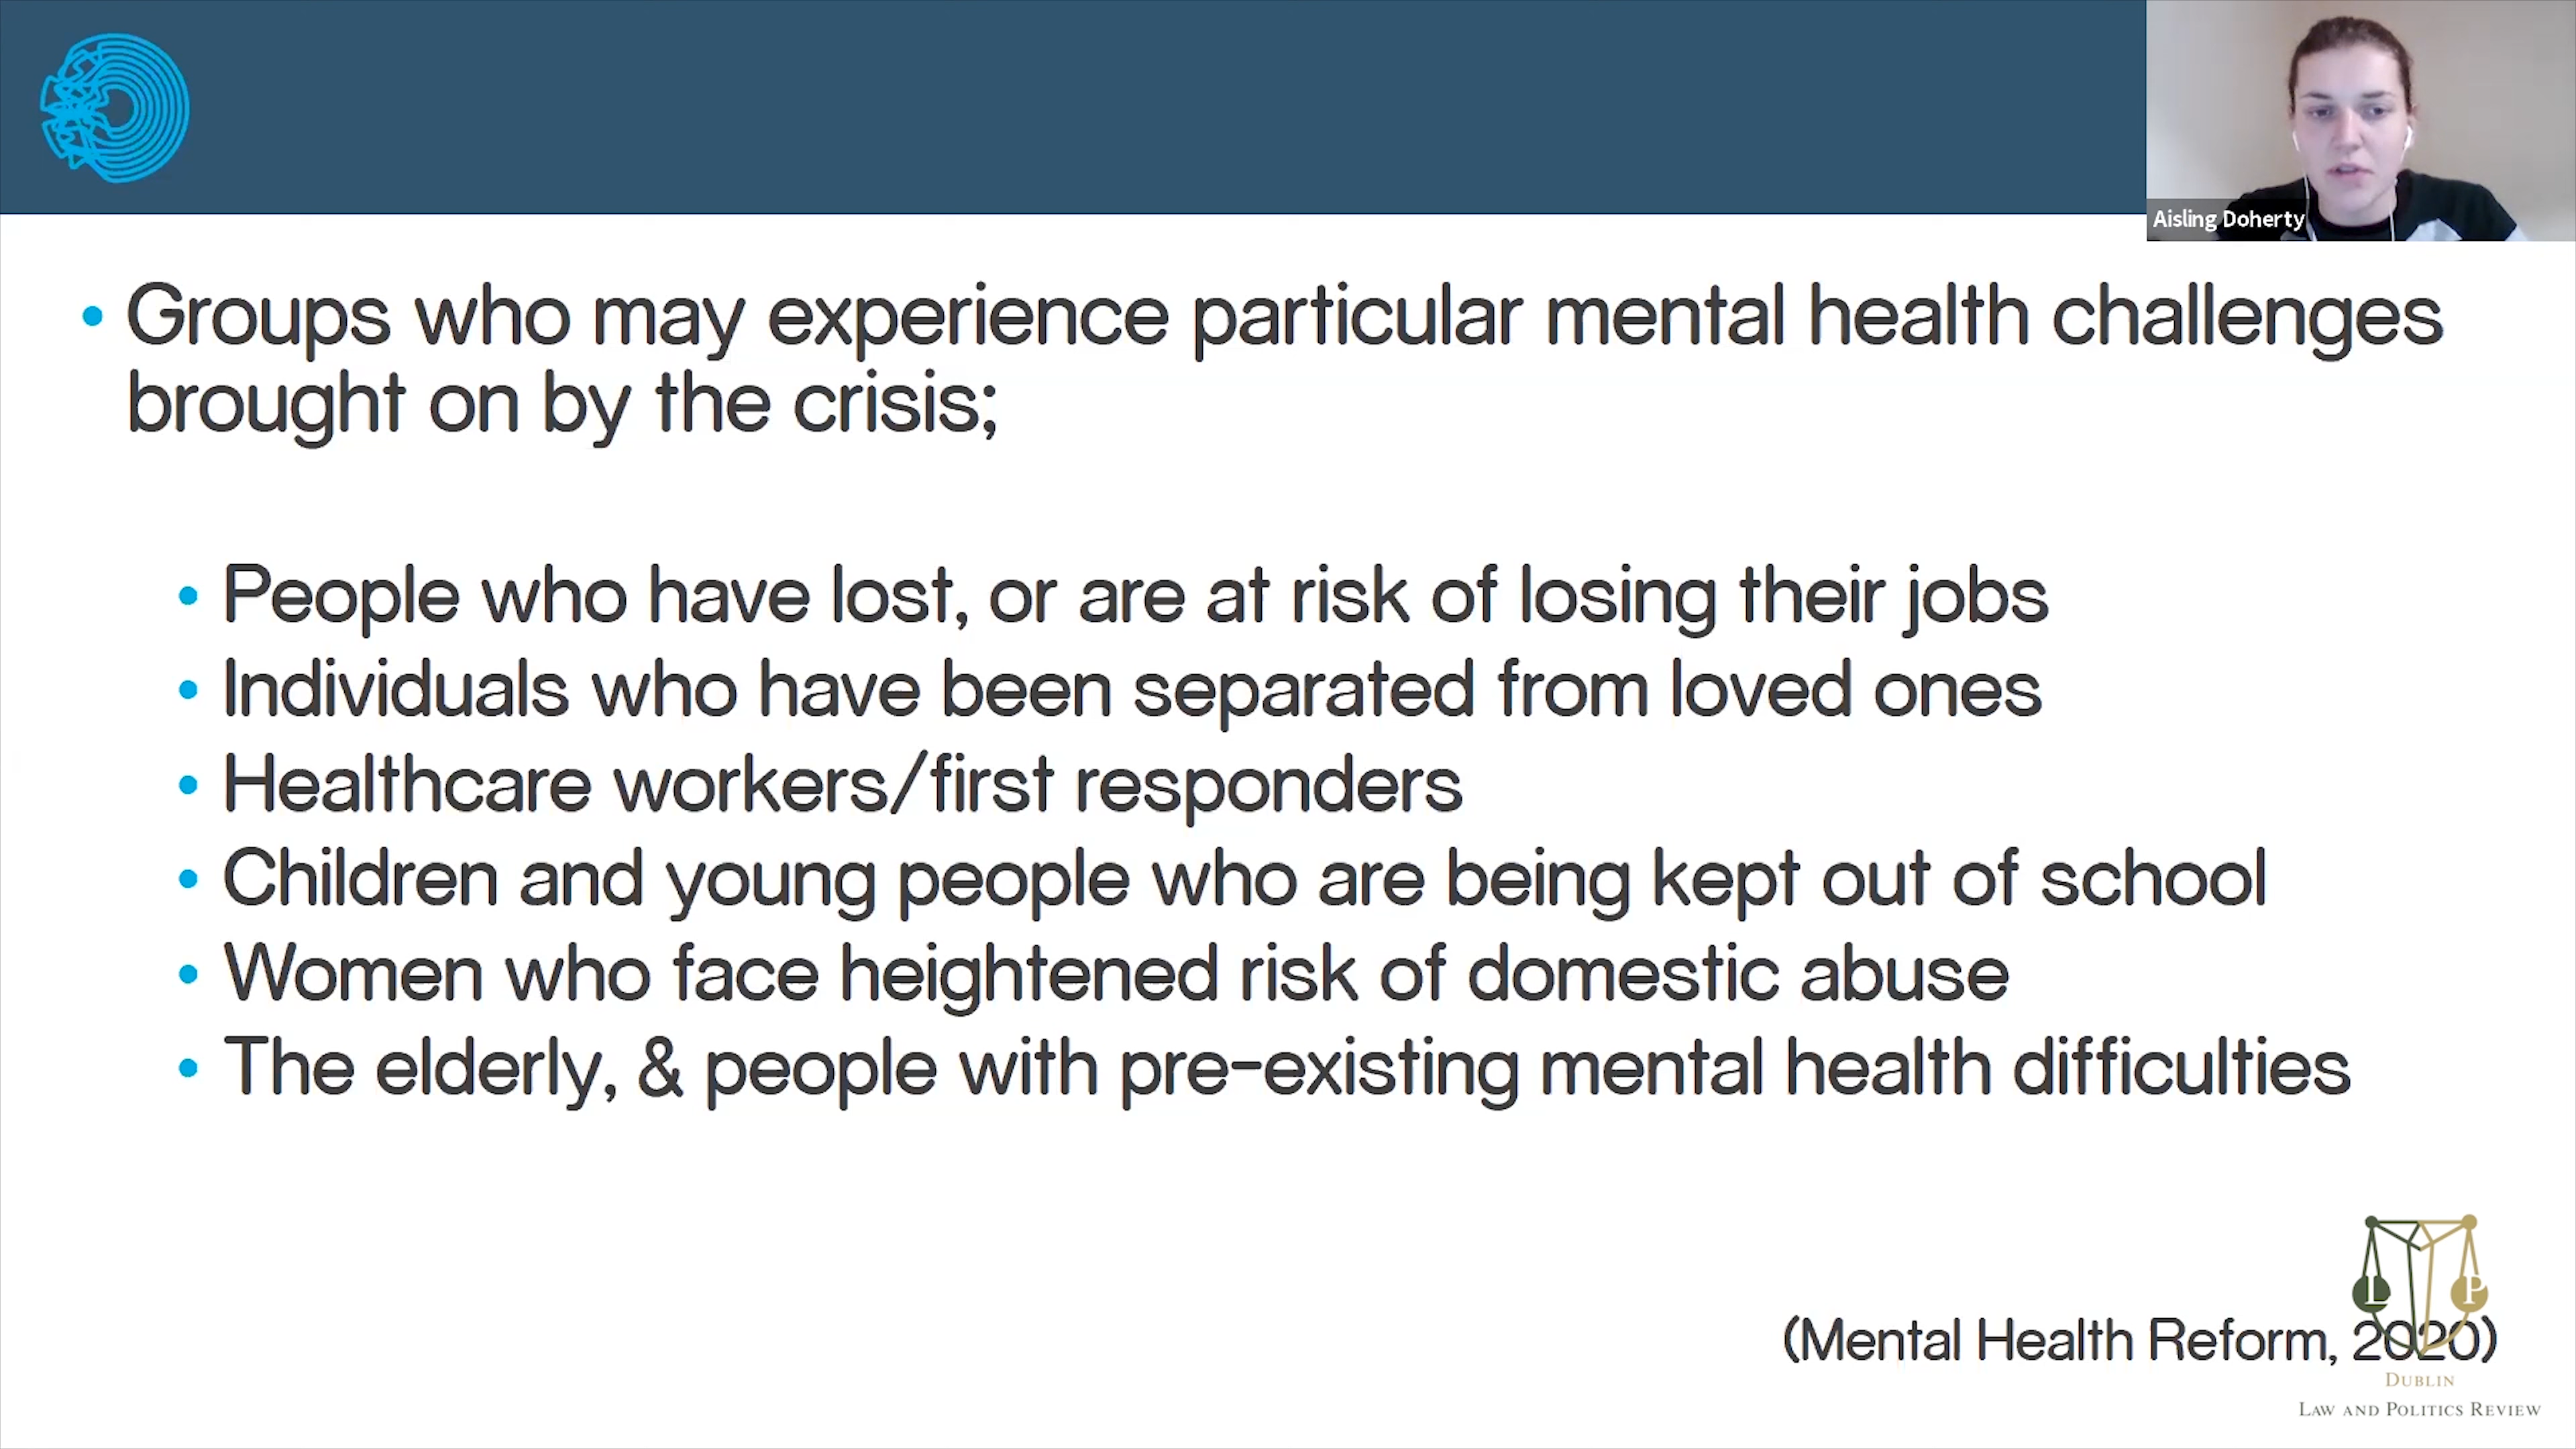 Aisling Doherty
• Groups who may experience particular mental health challenges
brought on by the crisis;
• People who have lost, or are at risk of losing their jobs
• Individuals who have been separated from loved ones
• Healthcare workers/first responders
• Children and young people who are being kept out of school
• Women who face heightened risk of domestic abuse
• The elderly, & people with pre-existing mental health difficulties
L P
(Mental Health Reform, 2020)
DUBLIN
LAW AND POLITICS REVIEW